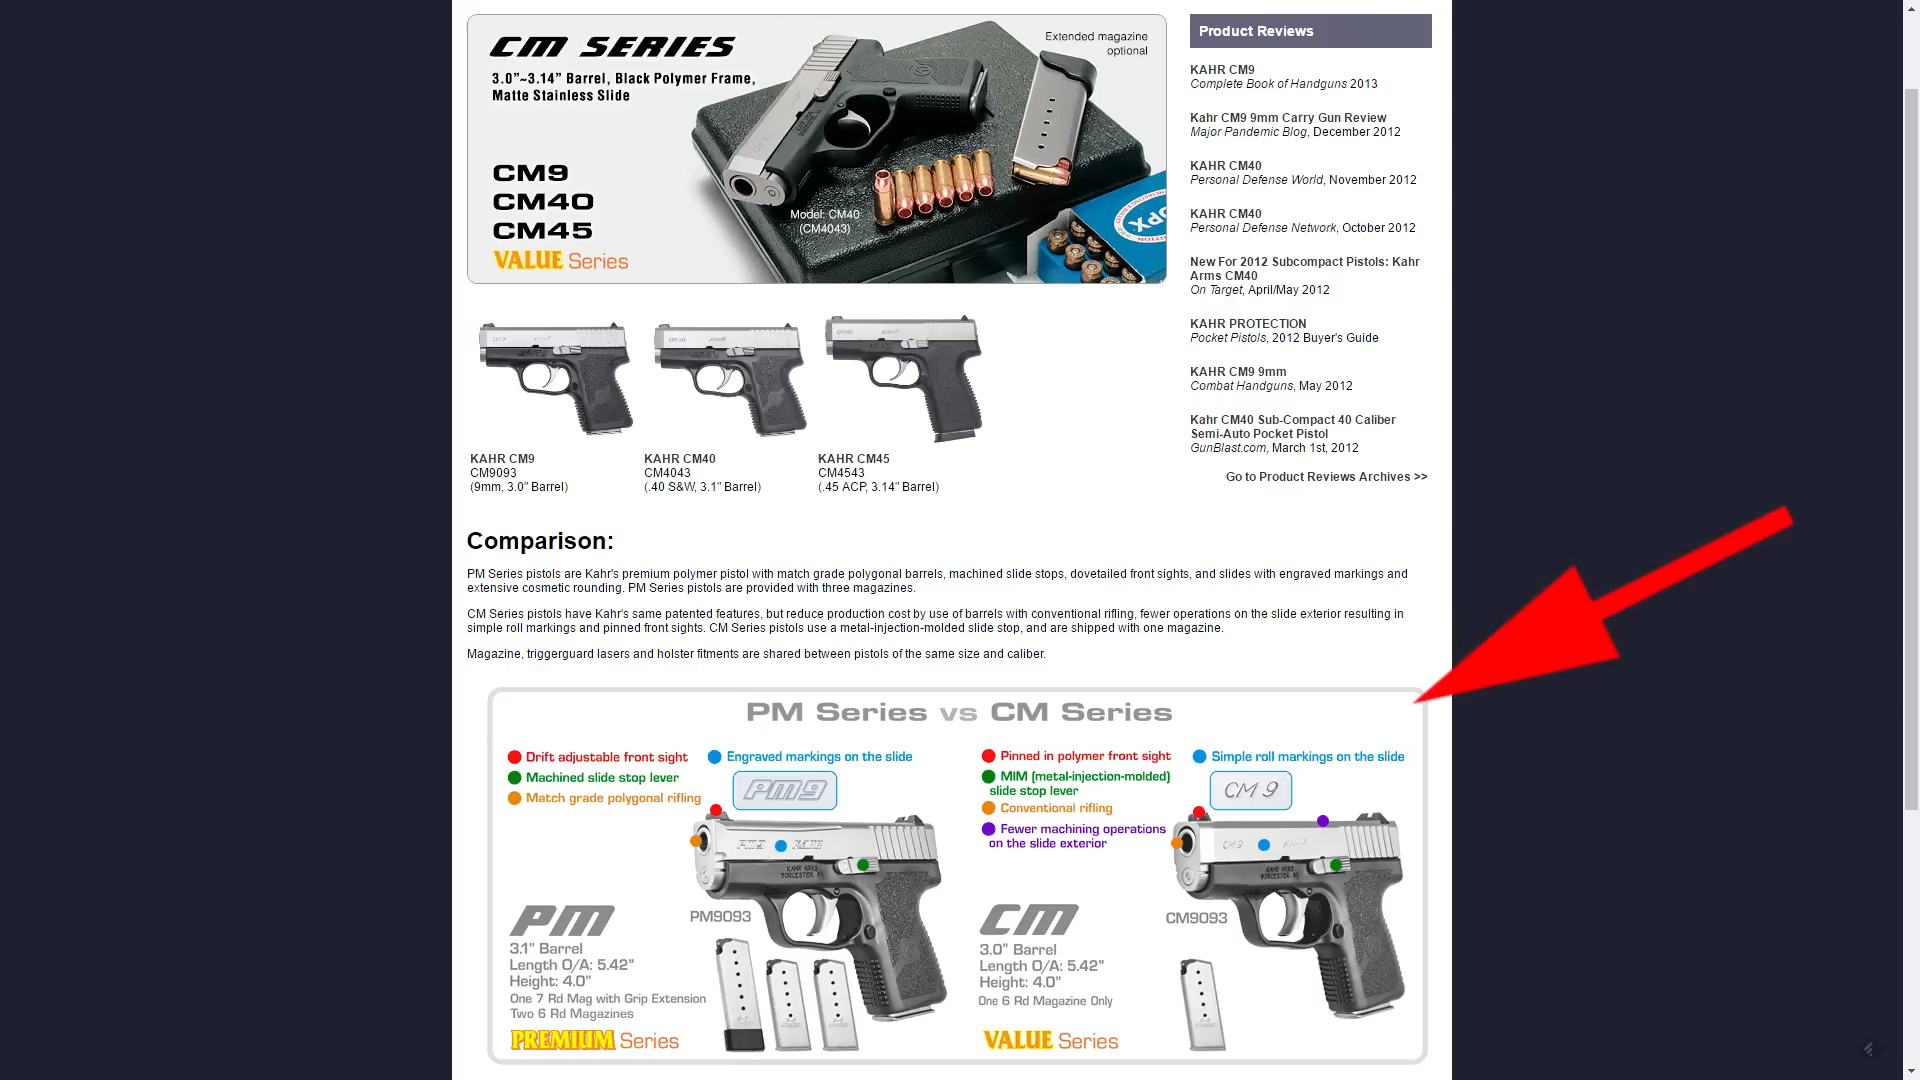 CM SERIES
3.0"~3.14" Barrel, Black Polymer Frame,
Matte Stainless Slide
Extended magazine
optional
CM9
CM40
CM45
VALUE Series
Model: CM40
(CM4043)
Product Reviews
KAHR CM9
Complete Book of Handguns 2013
Kahr CM9 9mm Carry Gun Review
Major Pandemic Blog, December 2012
KAHR CM40
Personal Defense World, November 2012
KAHR CM40
Personal Defense Network, October 2012
New For 2012 Subcompact Pistols: Kahr
Arms CM40
On Target, April/May 2012
KAHR PROTECTION
Pocket Pistols, 2012 Buyer's Guide
KAHR CM9 9mm
Combat Handguns, May 2012
Kahr CM40 Sub-Compact 40 Caliber
Semi-Auto Pocket Pistol
GunBlast.com, March 1st, 2012
Go to Product Reviews Archives >>
KAHR CM9
CM9093
(9mm, 3.0" Barrel)
KAHR CM40
CM4043
(.40 S&W, 3.1" Barrel)
KAHR CM45
CM4543
(.45 ACP, 3.14" Barrel)
Comparison:
PM Series pistols are Kahr's premium polymer pistol with match grade polygonal barrels, machined slide stops, dovetailed front sights, and slides with engraved markings and
extensive cosmetic rounding. PM Series pistols are provided with three magazines.
CM Series pistols have Kahr's same patented features, but reduce production cost by use of barrels with conventional rifling, fewer operations on the slide exterior resulting in
simple roll markings and pinned front sights. CM Series pistols use a metal-injection-molded slide stop, and are shipped with one magazine.
Magazine, triggerguard lasers and holster fitments are shared between pistols of the same size and caliber.
PM Series vs CM Series
Drift adjustable front sight
Machined slide stop lever
Match grade polygonal rifling
Engraved markings on the slide
PM9
PM9 KAHR
KAHR ARMS
WORCESTER, MA
PM9093
PM
3.1" Barrel
Length O/A: 5.42"
Height: 4.0"
One 7 Rd Mag with Grip Extension
Two 6 Rd Magazines
PREMIUM Series
Pinned in polymer front sight
MIM (metal-injection-molded)
slide stop lever
Conventional rifling
Fewer machining operations
on the slide exterior
Simple roll markings on the slide
CM 9
CM 9 KAHR
KAHR ARMS
WORCESTER, MA
CM9093
CM
3.0" Barrel
Length O/A: 5.42"
Height: 4.0"
One 6 Rd Magazine Only
VALUE Series